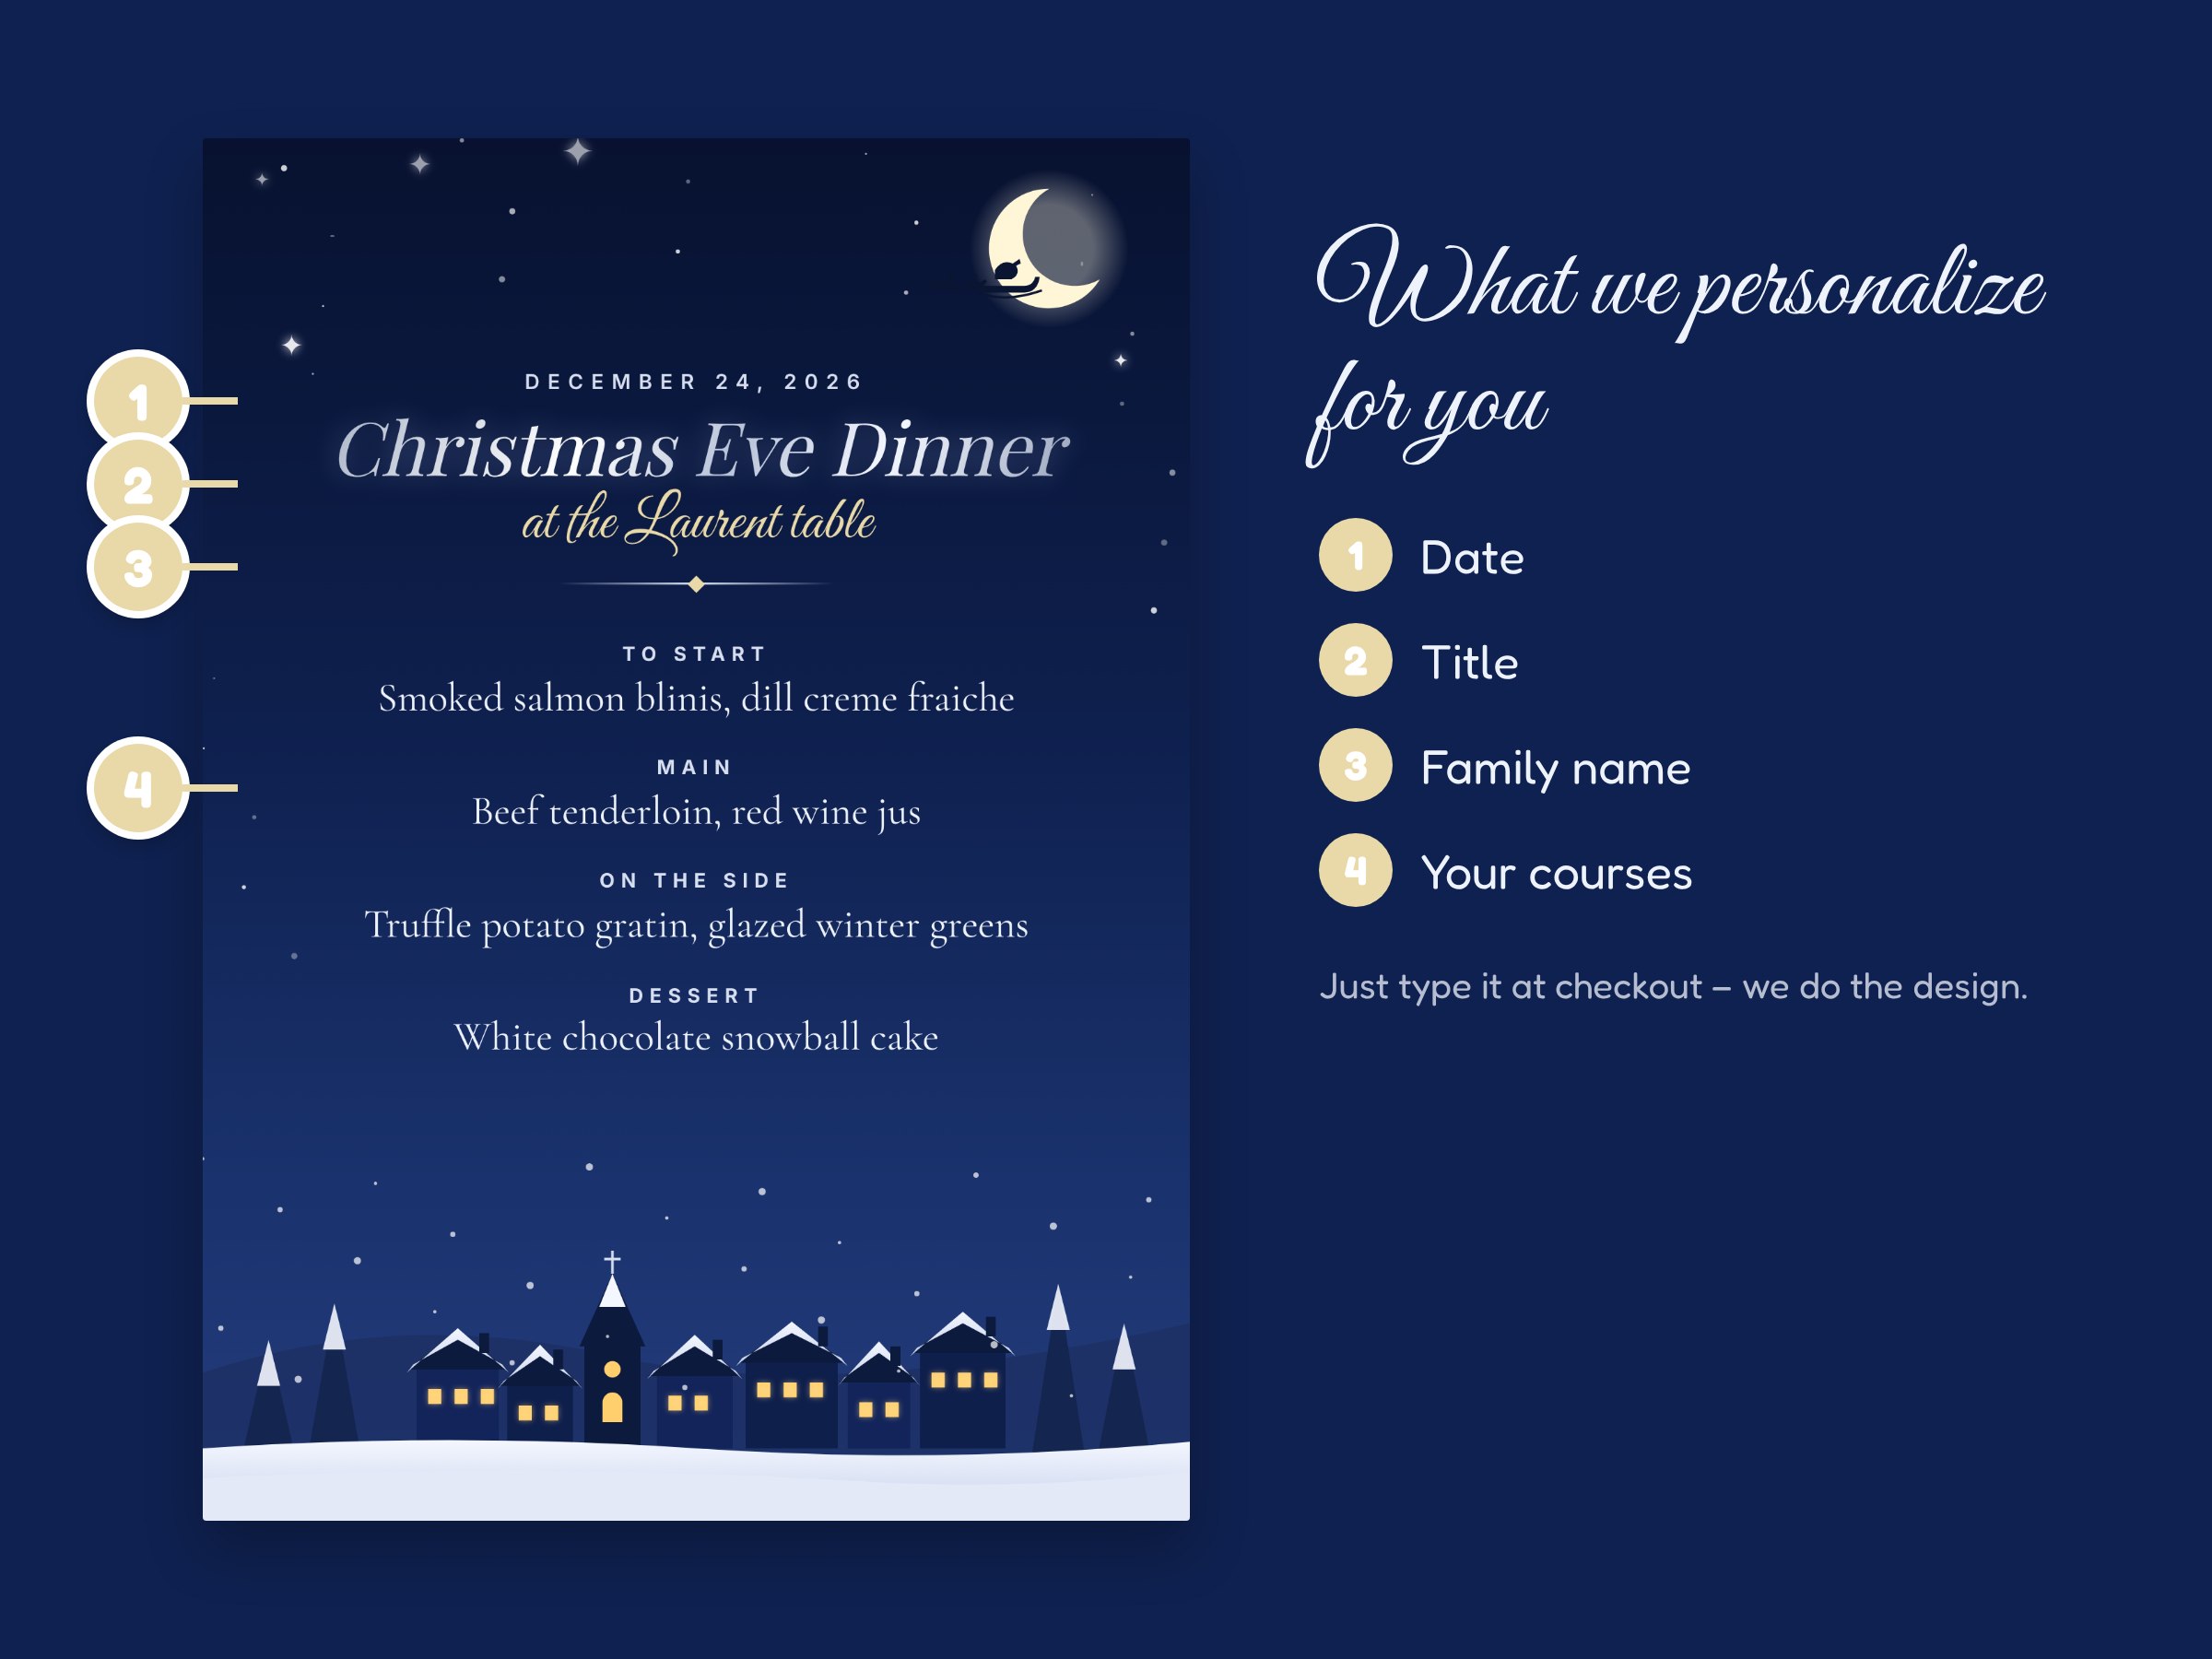 1
2
3
4
DECEMBER 24, 2026
Christmas Eve Dinner
at the Laurent table
TO START
Smoked salmon blinis, dill creme fraiche
MAIN
Beef tenderloin, red wine jus
ON THE SIDE
Truffle potato gratin, glazed winter greens
DESSERT
White chocolate snowball cake
What we personalize
for you
1 Date
2 Title
3 Family name
4 Your courses
Just type it at checkout – we do the design.